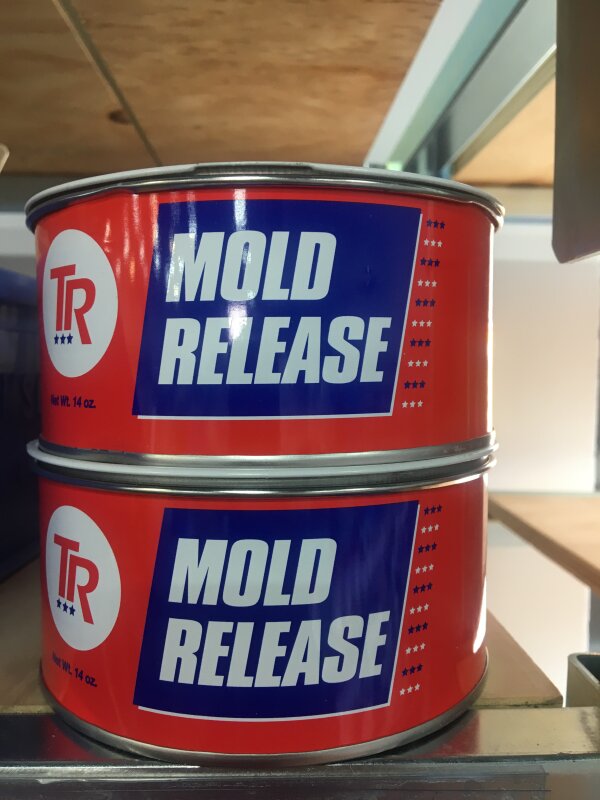 TR
Net Wt. 14 oz.
MOLD
RELEASE
TR
Net Wt. 14 oz.
MOLD
RELEASE